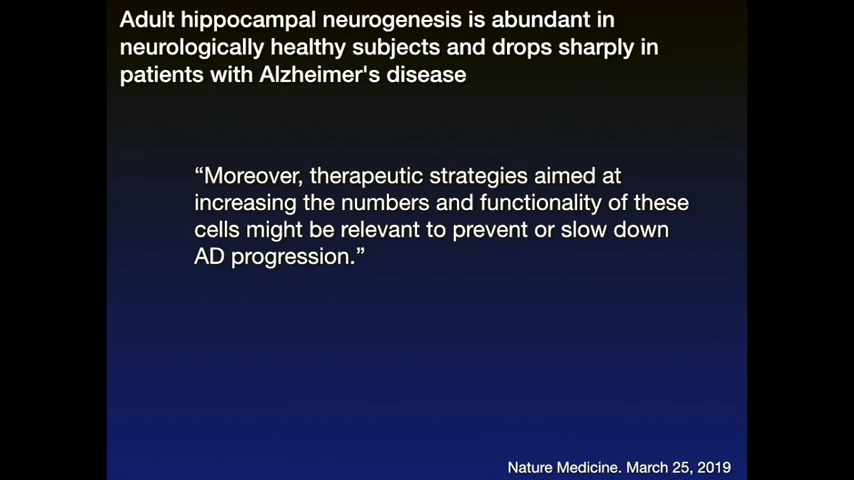 Adult hippocampal neurogenesis is abundant in
neurologically healthy subjects and drops sharply in
patients with Alzheimer's disease
“Moreover, therapeutic strategies aimed at
increasing the numbers and functionality of these
cells might be relevant to prevent or slow down
AD progression.”
Nature Medicine. March 25, 2019